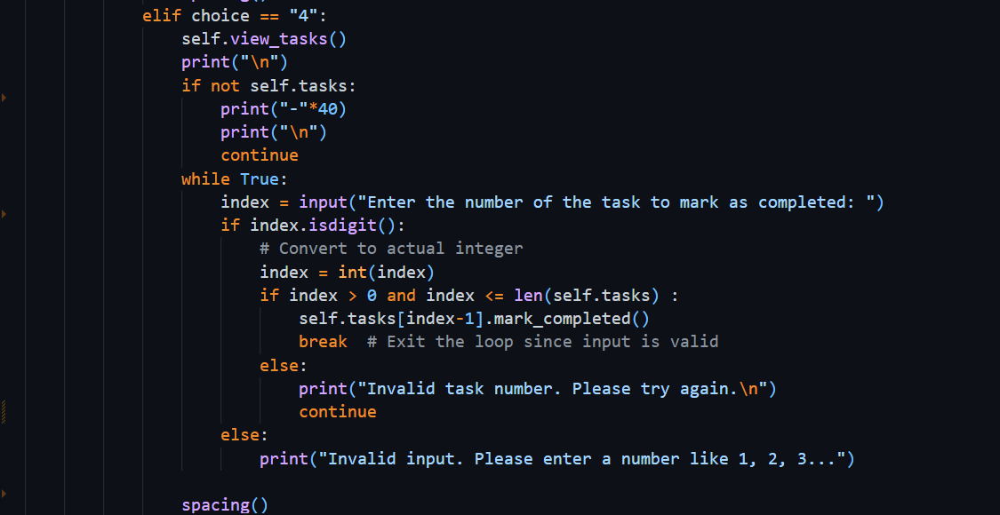 elif choice == "4":
self.view_tasks()
print("\n")
if not self.tasks:
print("-"*40)
print("\n")
continue
while True:
index = input("Enter the number of the task to mark as completed: ")
if index.isdigit():
# Convert to actual integer
index = int(index)
if index > 0 and index <= len(self.tasks) :
self.tasks[index-1].mark_completed()
break  # Exit the loop since input is valid
else:
print("Invalid task number. Please try again.\n")
continue
else:
print("Invalid input. Please enter a number like 1, 2, 3...")
spacing()